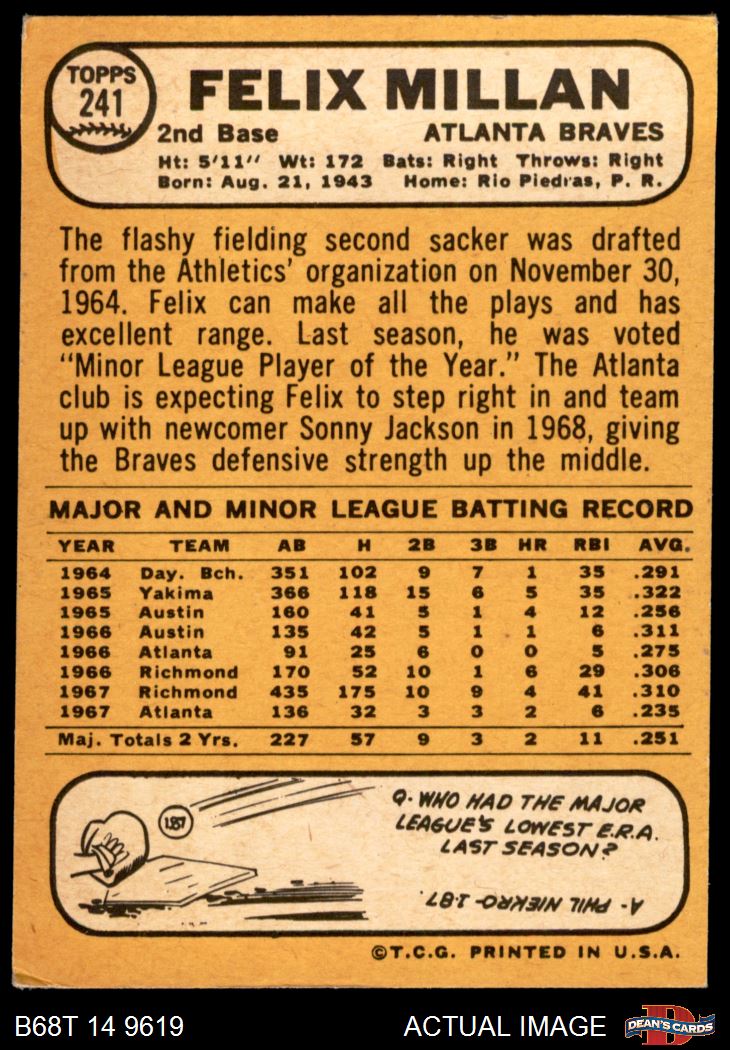 TOPPS
241
FELIX MILLAN
2nd Base ATLANTA BRAVES
Ht: 5'11" Wt: 172 Bats: Right Throws: Right
Born: Aug. 21, 1943 Home: Rio Piedras, P. R.
The flashy fielding second sacker was drafted
from the Athletics' organization on November 30,
1964. Felix can make all the plays and has
excellent range. Last season, he was voted
"Minor League Player of the Year." The Atlanta
club is expecting Felix to step right in and team
up with newcomer Sonny Jackson in 1968, giving
the Braves defensive strength up the middle.
MAJOR AND MINOR LEAGUE BATTING RECORD
YEAR TEAM AB H 2B 3B HR RBI AVG.
1964 Day. Bch. 351 102 9 7 1 35 .291
1965 Yakima 366 118 15 6 5 35 .322
1965 Austin 160 41 5 1 4 12 .256
1966 Austin 135 42 5 1 1 6 .311
1966 Atlanta 91 25 6 0 0 5 .275
1966 Richmond 170 52 10 1 6 29 .306
1967 Richmond 435 175 10 9 4 41 .310
1967 Atlanta 136 32 3 3 2 6 .235
Maj. Totals 2 Yrs. 227 57 9 3 2 11 .251
1.87
Q- WHO HAD THE MAJOR
LEAGUE'S LOWEST E.R.A.
LAST SEASON?
A- PHIL NIEKRO 1.87.
©T.C.G. PRINTED IN U.S.A.
B68T 14 9619 ACTUAL IMAGE
D
DEAN'S CARDS